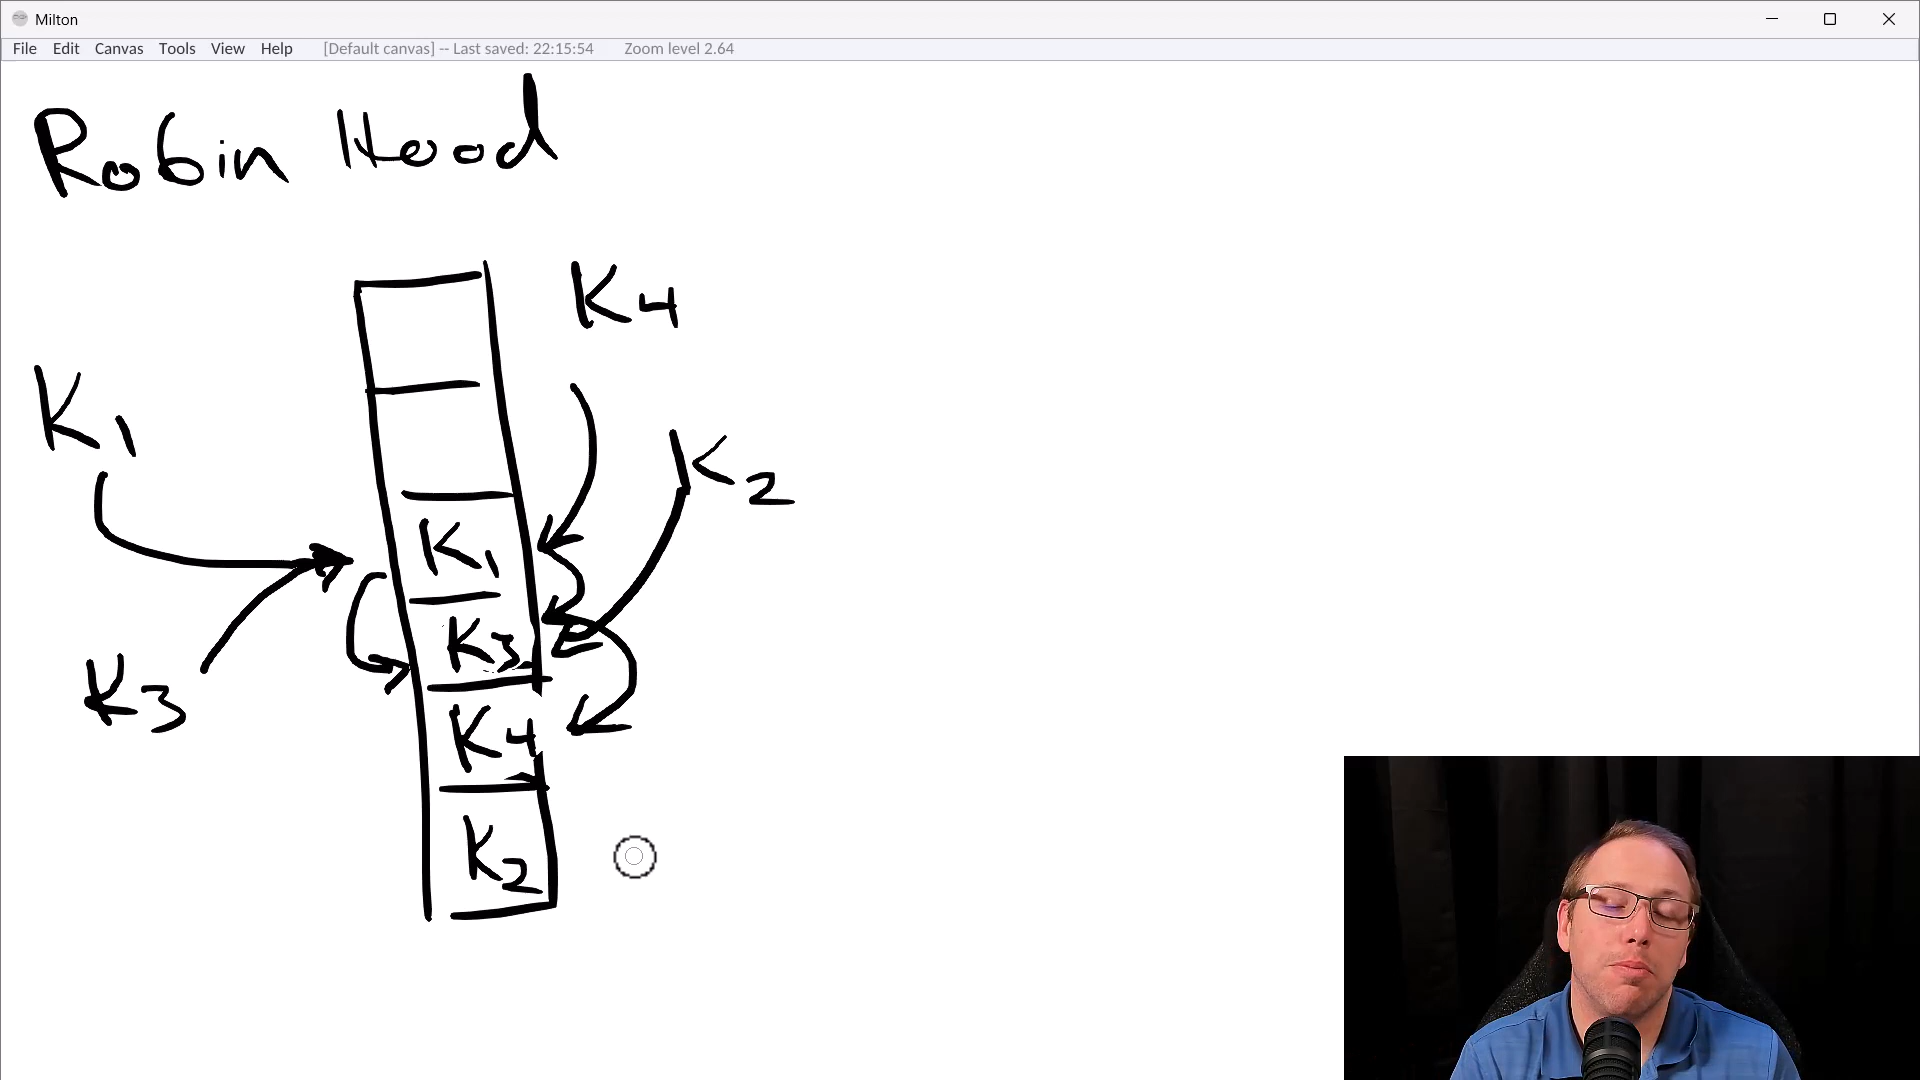 Milton
File Edit Canvas Tools View Help [Default canvas] -- Last saved: 22:15:54 Zoom level 2.64
Robin Hood
K4
K1
K2
K1
K3
K3
K4
K2